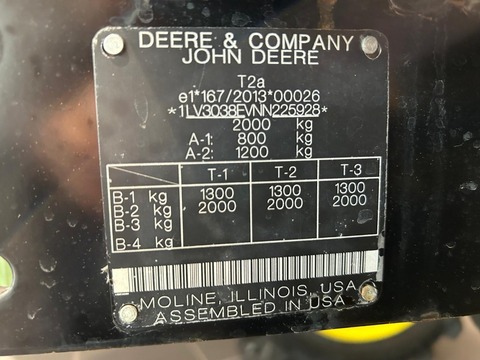 DEERE & COMPANY
JOHN DEERE
T2a
e1*167/2013*00026
*1LV3038EVNN225928*
2000 kg
A-1: 800 kg
A-2: 1200 kg
T-1 T-2 T-3
B-1 kg 1300 1300 1300
B-2 kg 2000 2000 2000
B-3 kg
B-4 kg
MOLINE, ILLINOIS, USA
ASSEMBLED IN USA